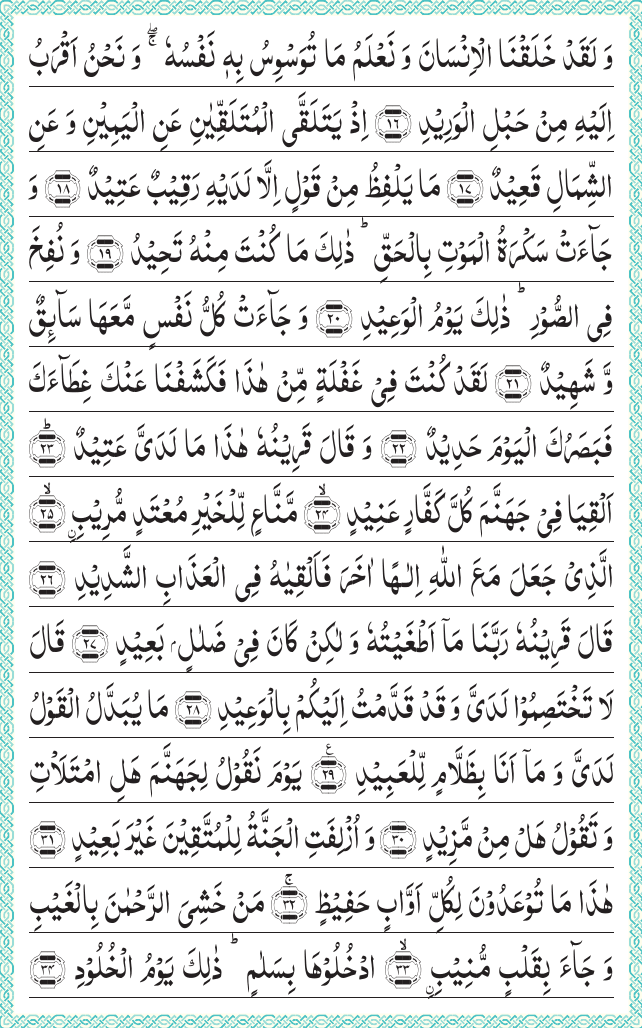 وَ لَقَدْ خَلَقْنَا الْاِنْسَانَ وَ نَعْلَمُ مَا تُوَسْوِسُ بِهٖ نَفْسُهٗ ۚۖ وَ نَحْنُ اَقْرَبُ
اِلَيْهِ مِنْ حَبْلِ الْوَرِيْدِ ﴿۱۶﴾ اِذْ يَتَلَقَّى الْمُتَلَقِّيٰنِ عَنِ الْيَمِيْنِ وَ عَنِ
الشِّمَالِ قَعِيْدٌ ﴿۱۷﴾ مَا يَلْفِظُ مِنْ قَوْلٍ اِلَّا لَدَيْهِ رَقِيْبٌ عَتِيْدٌ ﴿۱۸﴾ وَ
جَآءَتْ سَكْرَةُ الْمَوْتِ بِالْحَقِّ ؕ ذٰلِكَ مَا كُنْتَ مِنْهُ تَحِيْدُ ﴿۱۹﴾ وَ نُفِخَ
فِی الصُّوْرِ ؕ ذٰلِكَ يَوْمُ الْوَعِيْدِ ﴿۲۰﴾ وَ جَآءَتْ كُلُّ نَفْسٍ مَّعَهَا سَآئِقٌ
وَّ شَهِيْدٌ ﴿۲۱﴾ لَقَدْ كُنْتَ فِیْ غَفْلَةٍ مِّنْ هٰذَا فَكَشَفْنَا عَنْكَ غِطَآءَكَ
فَبَصَرُكَ الْيَوْمَ حَدِيْدٌ ﴿۲۲﴾ وَ قَالَ قَرِيْنُهٗ هٰذَا مَا لَدَیَّ عَتِيْدٌ ﴿۲۳﴾ؕ
اَلْقِيَا فِیْ جَهَنَّمَ كُلَّ كَفَّارٍ عَنِيْدٍ ﴿۲۴﴾ۙ مَّنَّاعٍ لِّلْخَيْرِ مُعْتَدٍ مُّرِيْبِۣ ﴿۲۵﴾ۙ
الَّذِیْ جَعَلَ مَعَ اللّٰهِ اِلٰـهًا اٰخَرَ فَاَلْقِيٰهُ فِی الْعَذَابِ الشَّدِيْدِ ﴿۲۶﴾
قَالَ قَرِيْنُهٗ رَبَّنَا مَاۤ اَطْغَيْتُهٗ وَ لٰكِنْ كَانَ فِیْ ضَلٰلٍۭ بَعِيْدٍ ﴿۲۷﴾ قَالَ
لَا تَخْتَصِمُوْا لَدَیَّ وَ قَدْ قَدَّمْتُ اِلَيْكُمْ بِالْوَعِيْدِ ﴿۲۸﴾ مَا يُبَدَّلُ الْقَوْلُ
لَدَیَّ وَ مَاۤ اَنَا بِظَلَّامٍ لِّلْعَبِيْدِ ﴿۲۹﴾ ع يَوْمَ نَقُوْلُ لِجَهَنَّمَ هَلِ امْتَلَاْتِ
وَ تَقُوْلُ هَلْ مِنْ مَّزِيْدٍ ﴿۳۰﴾ وَ اُزْلِفَتِ الْجَنَّةُ لِلْمُتَّقِيْنَ غَيْرَ بَعِيْدٍ ﴿۳۱﴾
هٰذَا مَا تُوْعَدُوْنَ لِكُلِّ اَوَّابٍ حَفِيْظٍ ﴿۳۲﴾ۚ مَنْ خَشِیَ الرَّحْمٰنَ بِالْغَيْبِ
وَ جَآءَ بِقَلْبٍ مُّنِيْبِۣ ﴿۳۳﴾ۙ ادْخُلُوْهَا بِسَلٰمٍ ؕ ذٰلِكَ يَوْمُ الْخُلُوْدِ ﴿۳۴﴾